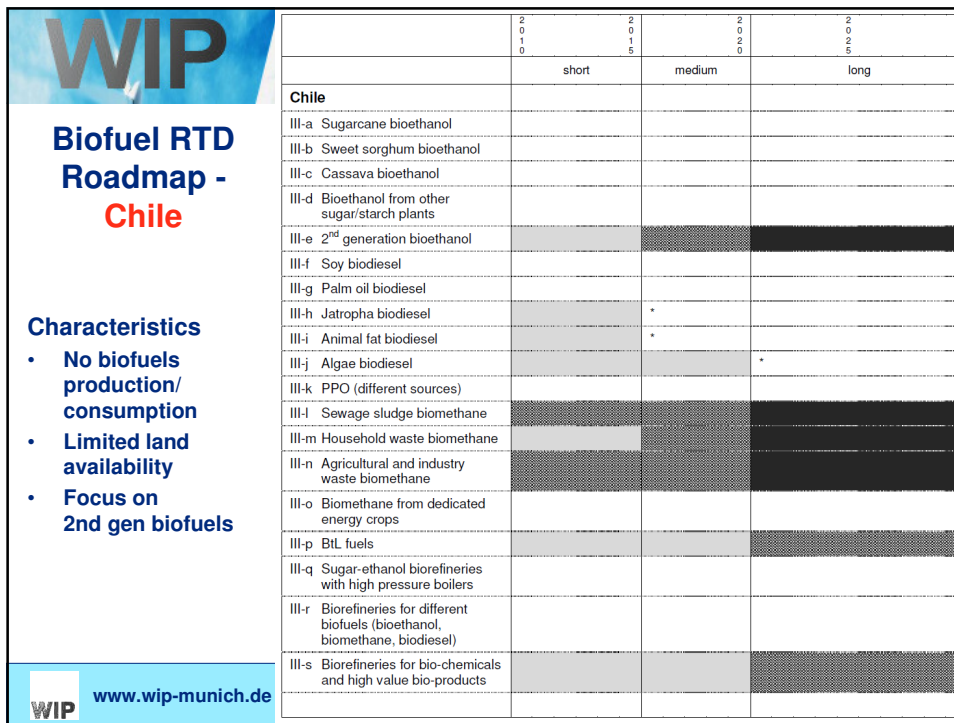 WIP
Biofuel RTD
Roadmap -
Chile
Characteristics
• No biofuels
production/
consumption
• Limited land
availability
• Focus on
2nd gen biofuels
WIP
www.wip-munich.de
2010 2015 2020 2025
short medium long
Chile
III-a Sugarcane bioethanol
III-b Sweet sorghum bioethanol
III-c Cassava bioethanol
III-d Bioethanol from other
sugar/starch plants
III-e 2nd generation bioethanol
III-f Soy biodiesel
III-g Palm oil biodiesel
III-h Jatropha biodiesel *
III-i Animal fat biodiesel *
III-j Algae biodiesel *
III-k PPO (different sources)
III-l Sewage sludge biomethane
III-m Household waste biomethane
III-n Agricultural and industry
waste biomethane
III-o Biomethane from dedicated
energy crops
III-p BtL fuels
III-q Sugar-ethanol biorefineries
with high pressure boilers
III-r Biorefineries for different
biofuels (bioethanol,
biomethane, biodiesel)
III-s Biorefineries for bio-chemicals
and high value bio-products